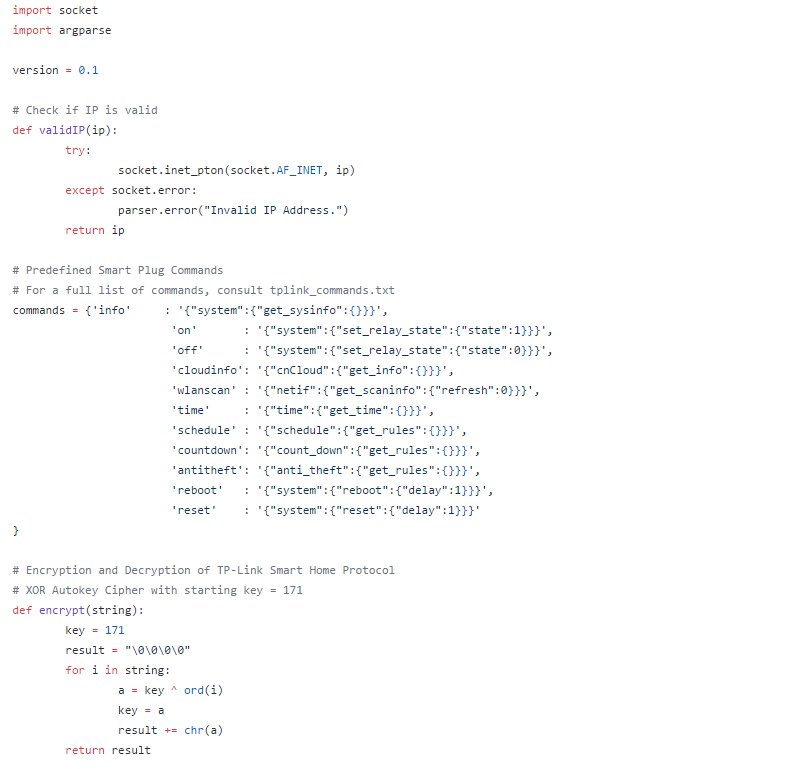 import socket
import argparse
version = 0.1
# Check if IP is valid
def validIP(ip):
try:
socket.inet_pton(socket.AF_INET, ip)
except socket.error:
parser.error("Invalid IP Address.")
return ip
# Predefined Smart Plug Commands
# For a full list of commands, consult tplink_commands.txt
commands = {'info'     : '{"system":{"get_sysinfo":{}}}',
'on'       : '{"system":{"set_relay_state":{"state":1}}}',
'off'      : '{"system":{"set_relay_state":{"state":0}}}',
'cloudinfo': '{"cnCloud":{"get_info":{}}}',
'wlanscan' : '{"netif":{"get_scaninfo":{"refresh":0}}}',
'time'     : '{"time":{"get_time":{}}}',
'schedule' : '{"schedule":{"get_rules":{}}}',
'countdown': '{"count_down":{"get_rules":{}}}',
'antitheft': '{"anti_theft":{"get_rules":{}}}',
'reboot'   : '{"system":{"reboot":{"delay":1}}}',
'reset'    : '{"system":{"reset":{"delay":1}}}'
}
# Encryption and Decryption of TP-Link Smart Home Protocol
# XOR Autokey Cipher with starting key = 171
def encrypt(string):
key = 171
result = "\0\0\0\0"
for i in string:
a = key ^ ord(i)
key = a
result += chr(a)
return result